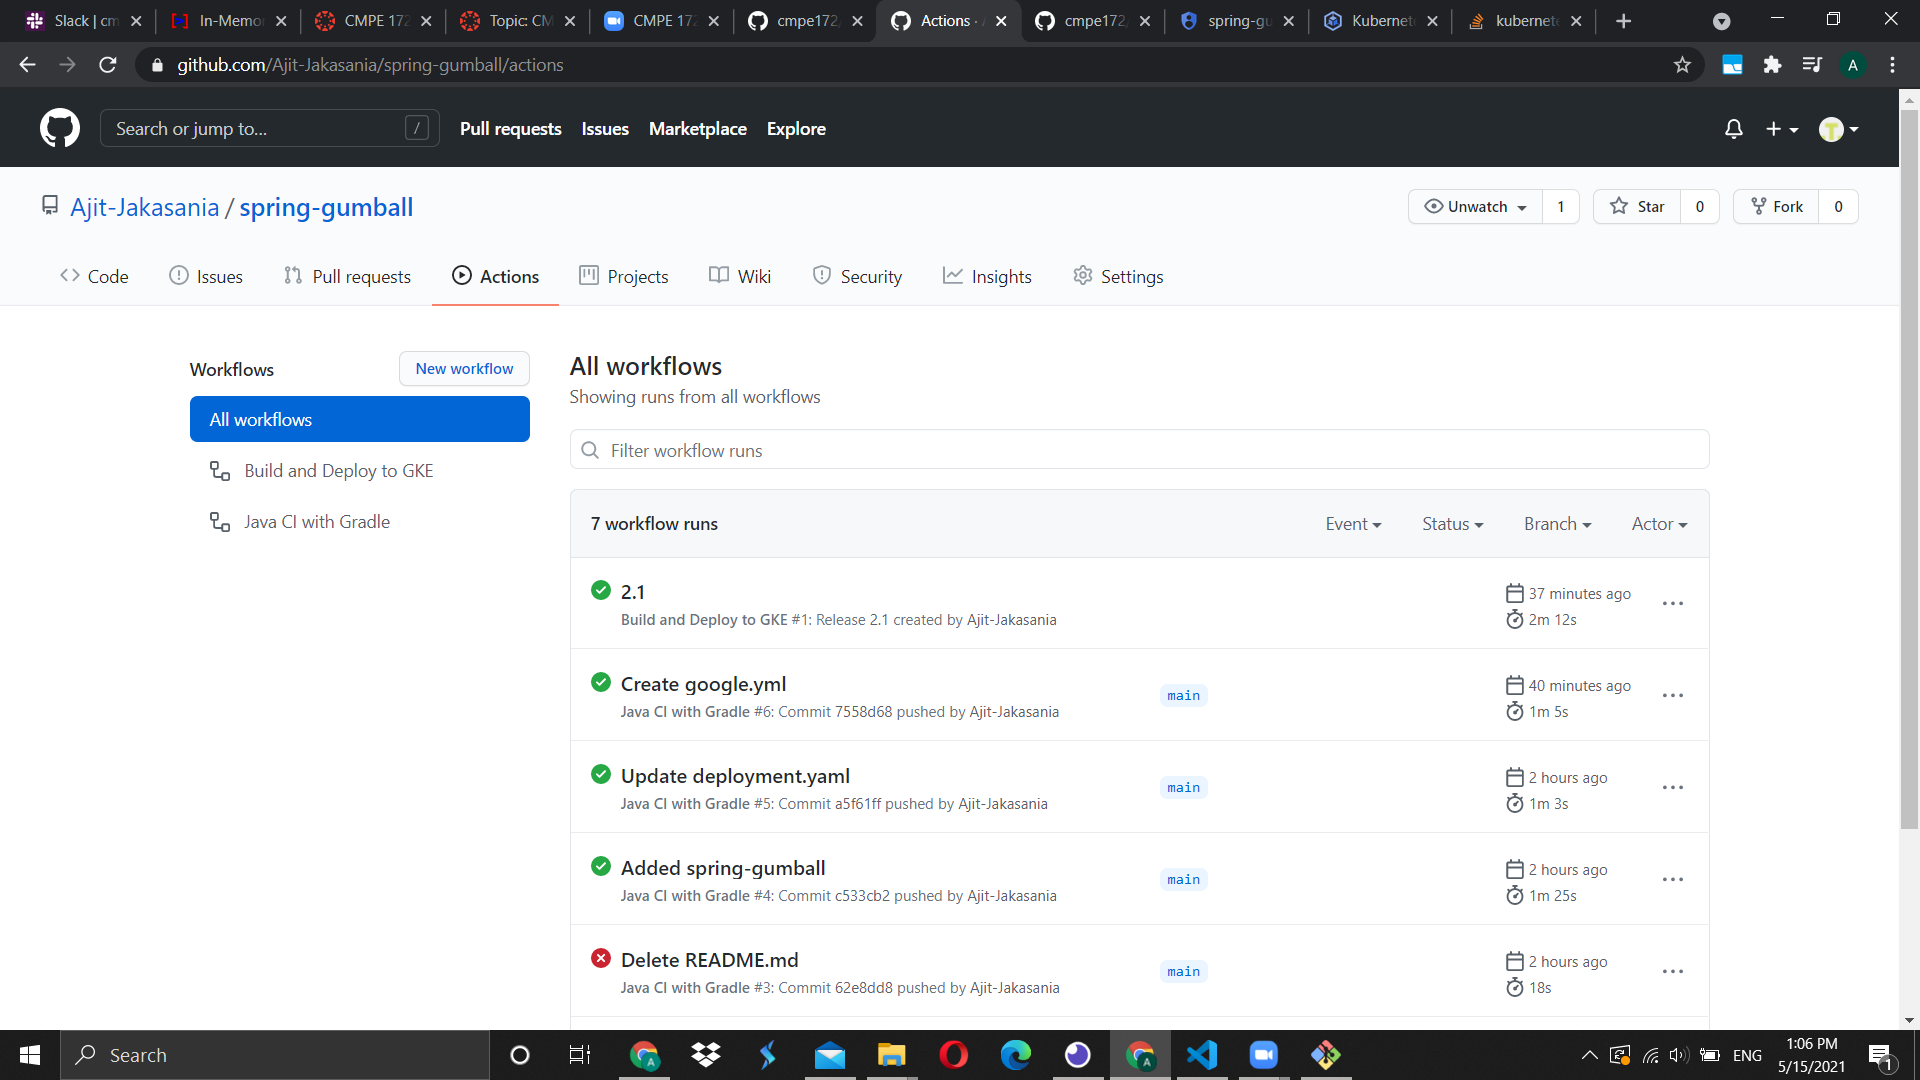 Slack | cm
In-Memo
CMPE 172
Topic: CM
CMPE 172
cmpe172/
Actions ·
cmpe172/
spring-gu
Kubernet
kubernete
github.com/Ajit-Jakasania/spring-gumball/actions
A
Search or jump to...
/
Pull requests
Issues
Marketplace
Explore
Ajit-Jakasania / spring-gumball
Unwatch
1
Star
0
Fork
0
Code
Issues
Pull requests
Actions
Projects
Wiki
Security
Insights
Settings
Workflows
New workflow
All workflows
Build and Deploy to GKE
Java CI with Gradle
All workflows
Showing runs from all workflows
Filter workflow runs
7 workflow runs
Event
Status
Branch
Actor
2.1
Build and Deploy to GKE #1: Release 2.1 created by Ajit-Jakasania
37 minutes ago
2m 12s
Create google.yml
Java CI with Gradle #6: Commit 7558d68 pushed by Ajit-Jakasania
main
40 minutes ago
1m 5s
Update deployment.yaml
Java CI with Gradle #5: Commit a5f61ff pushed by Ajit-Jakasania
main
2 hours ago
1m 3s
Added spring-gumball
Java CI with Gradle #4: Commit c533cb2 pushed by Ajit-Jakasania
main
2 hours ago
1m 25s
Delete README.md
Java CI with Gradle #3: Commit 62e8dd8 pushed by Ajit-Jakasania
main
2 hours ago
18s
Search
ENG
1:06 PM
5/15/2021
1